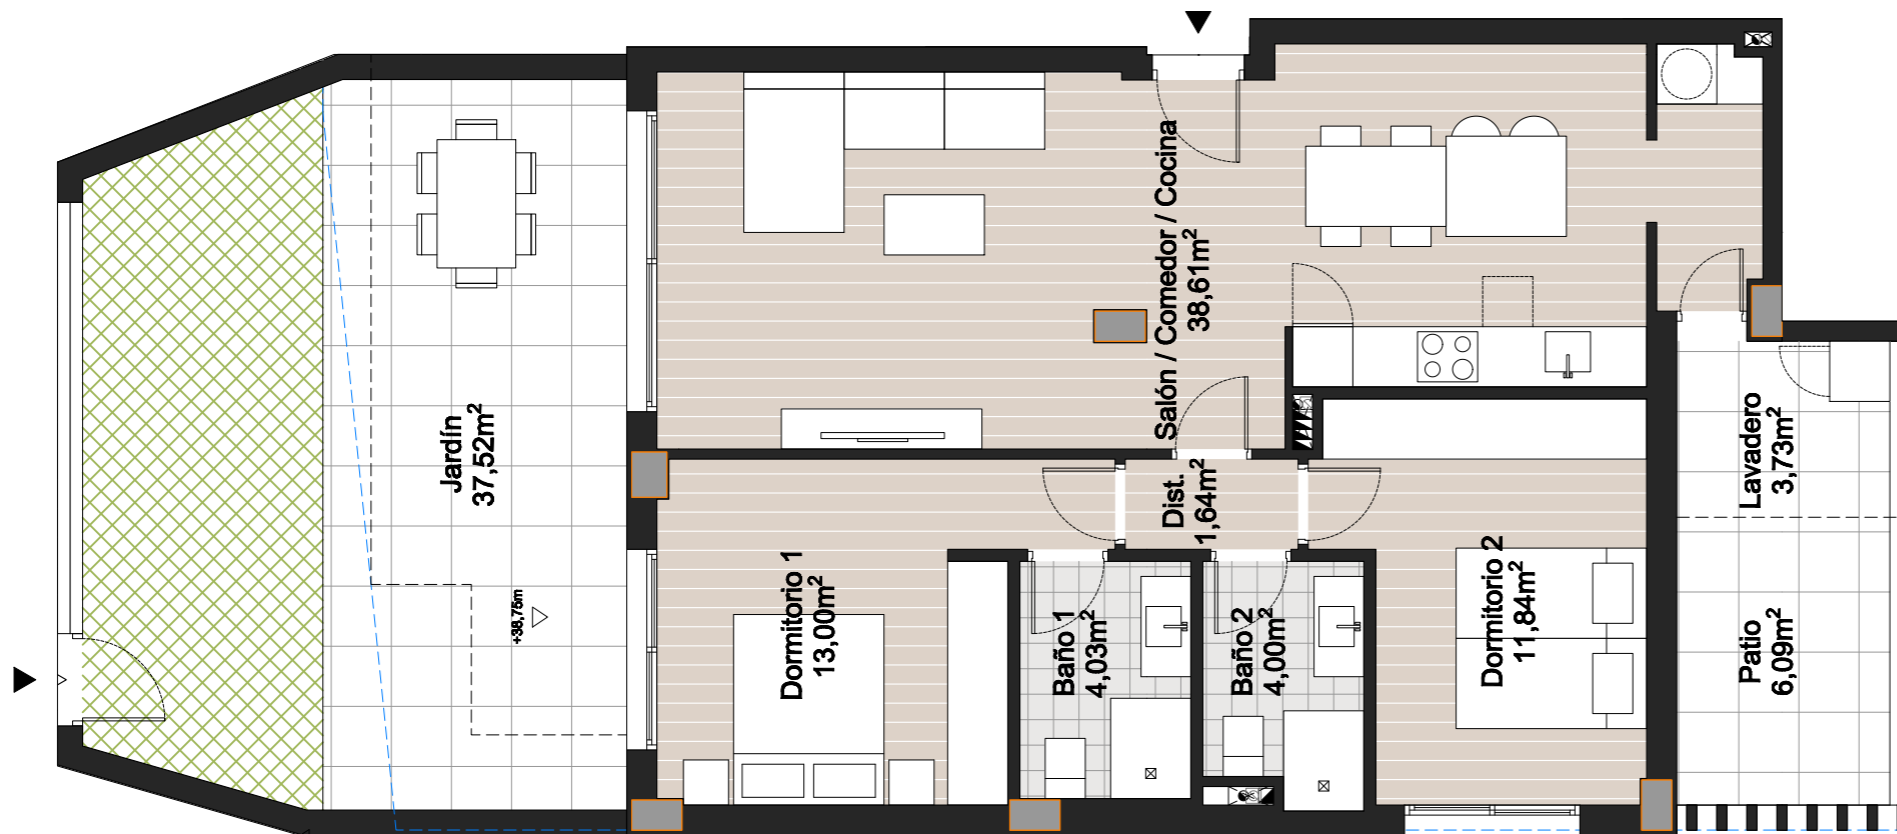 Jardín
37,52m²
+38,75m
Salón / Comedor / Cocina
38,61m²
Dist.
1,64m²
Dormitorio 1
13,00m²
Baño 1
4,03m²
Baño 2
4,00m²
Dormitorio 2
11,84m²
Lavadero
3,73m²
Patio
6,09m²